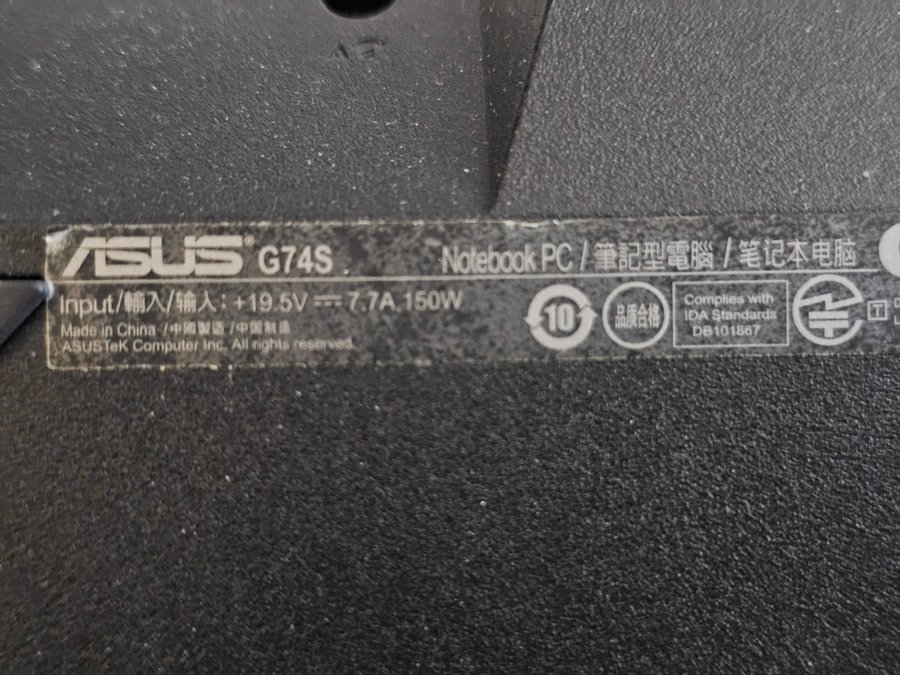 ASUS G74S Notebook PC / 筆記型電腦 / 笔记本电脑
Input/輸入/输入: +19.5V ⎓ 7.7A, 150W
Made in China /中國製造 /中国制造
ASUSTeK Computer Inc. All rights reserved.
10
品质合格
Complies with
IDA Standards
DB101867